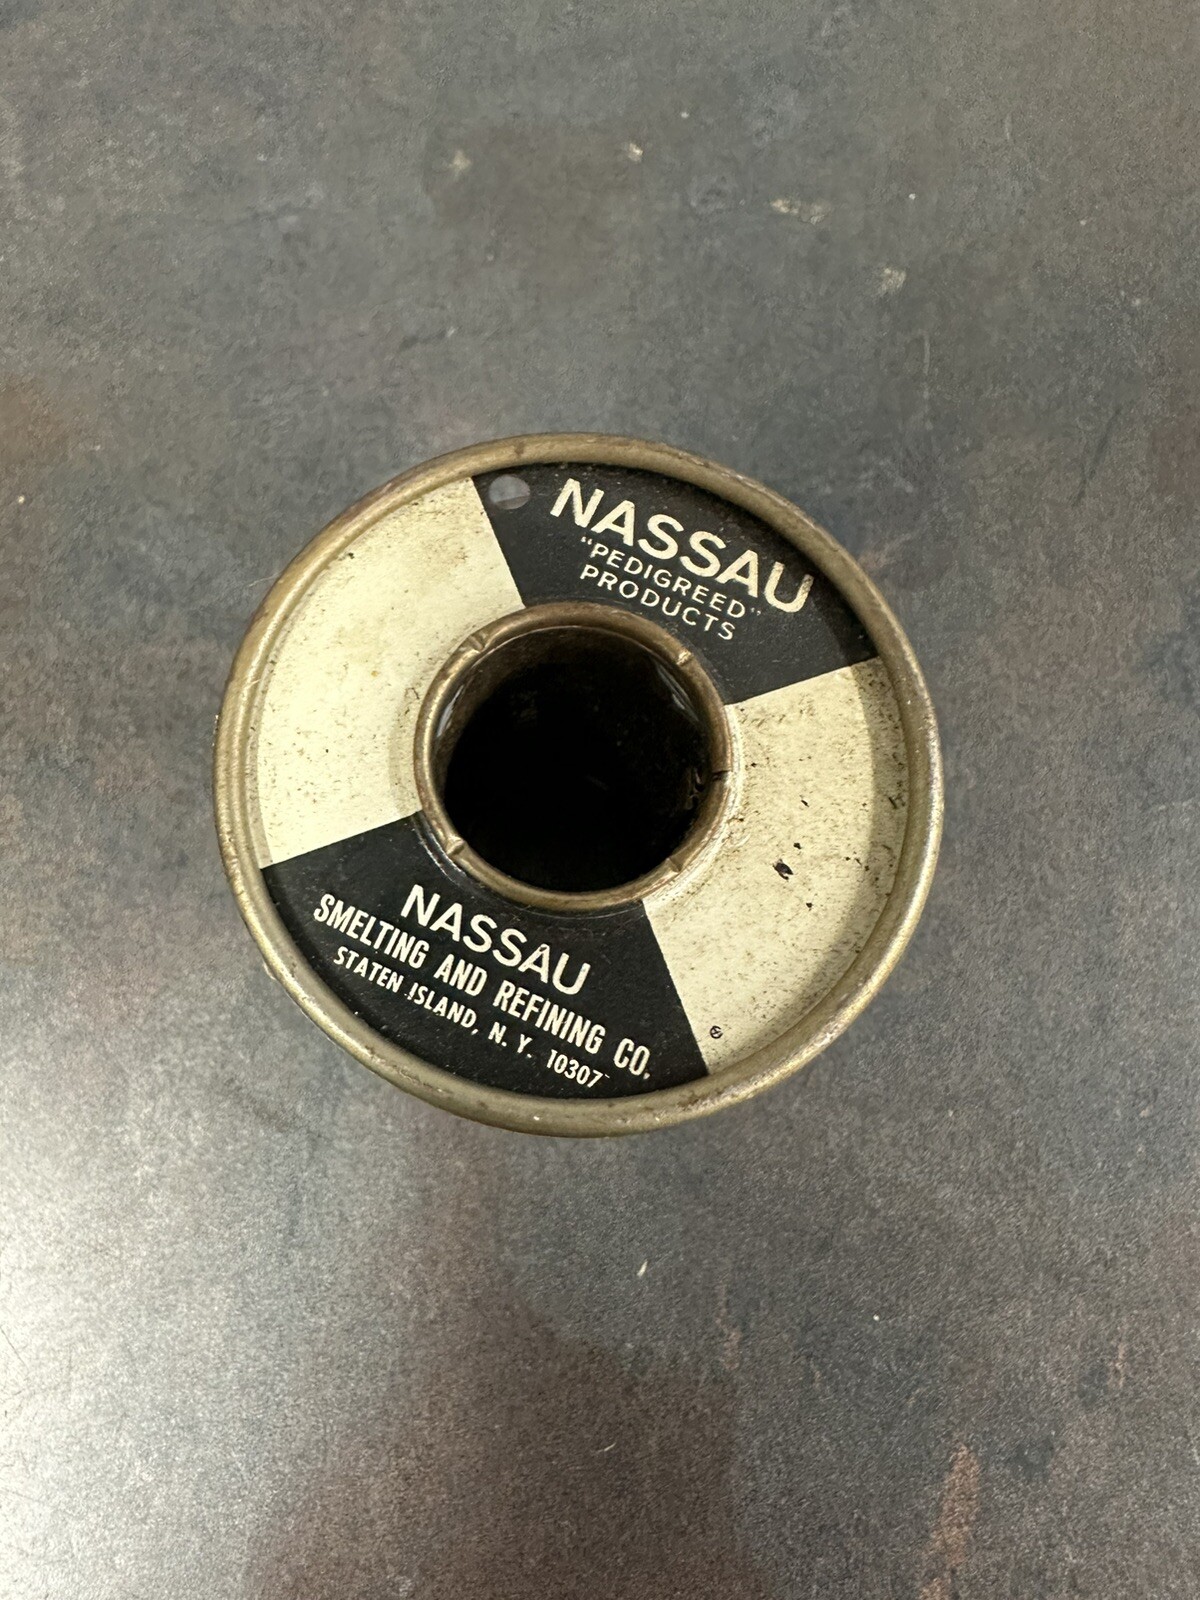 NASSAU
"PEDIGREED"
PRODUCTS
NASSAU
SMELTING AND REFINING CO.
STATEN ISLAND, N. Y. 10307